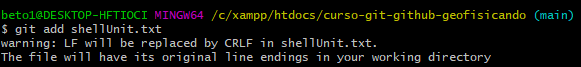 beto1@DESKTOP-HFTIOCI MINGW64 /c/xampp/htdocs/curso-git-github-geofisicando (main)
$ git add shellUnit.txt
warning: LF will be replaced by CRLF in shellUnit.txt.
The file will have its original line endings in your working directory